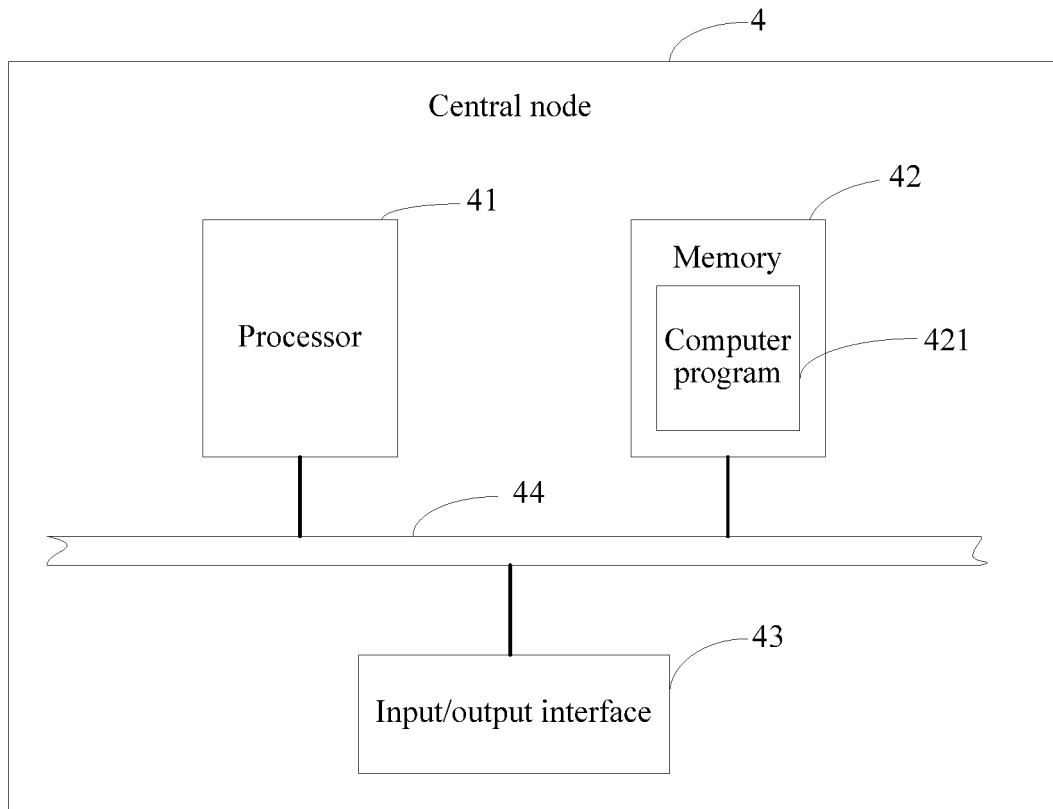 4
Central node
41
42
Memory
Processor
Computer
program
421
44
43
Input/output interface